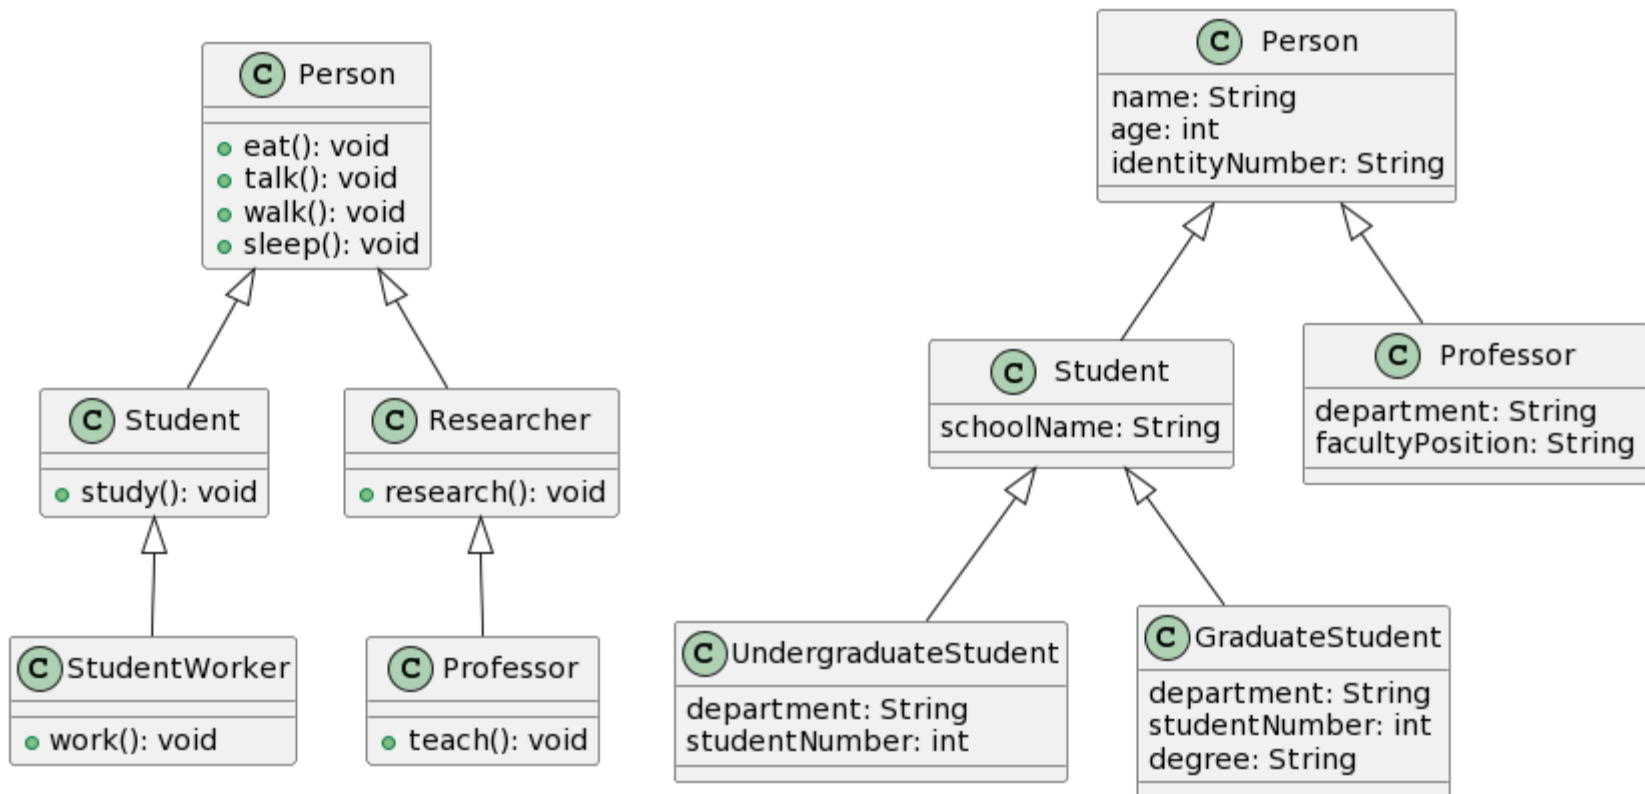 C Person
eat(): void
talk(): void
walk(): void
sleep(): void
C Student
study(): void
C Researcher
research(): void
C StudentWorker
work(): void
C Professor
teach(): void
C Person
name: String
age: int
identityNumber: String
C Student
schoolName: String
C Professor
department: String
facultyPosition: String
C UndergraduateStudent
department: String
studentNumber: int
C GraduateStudent
department: String
studentNumber: int
degree: String